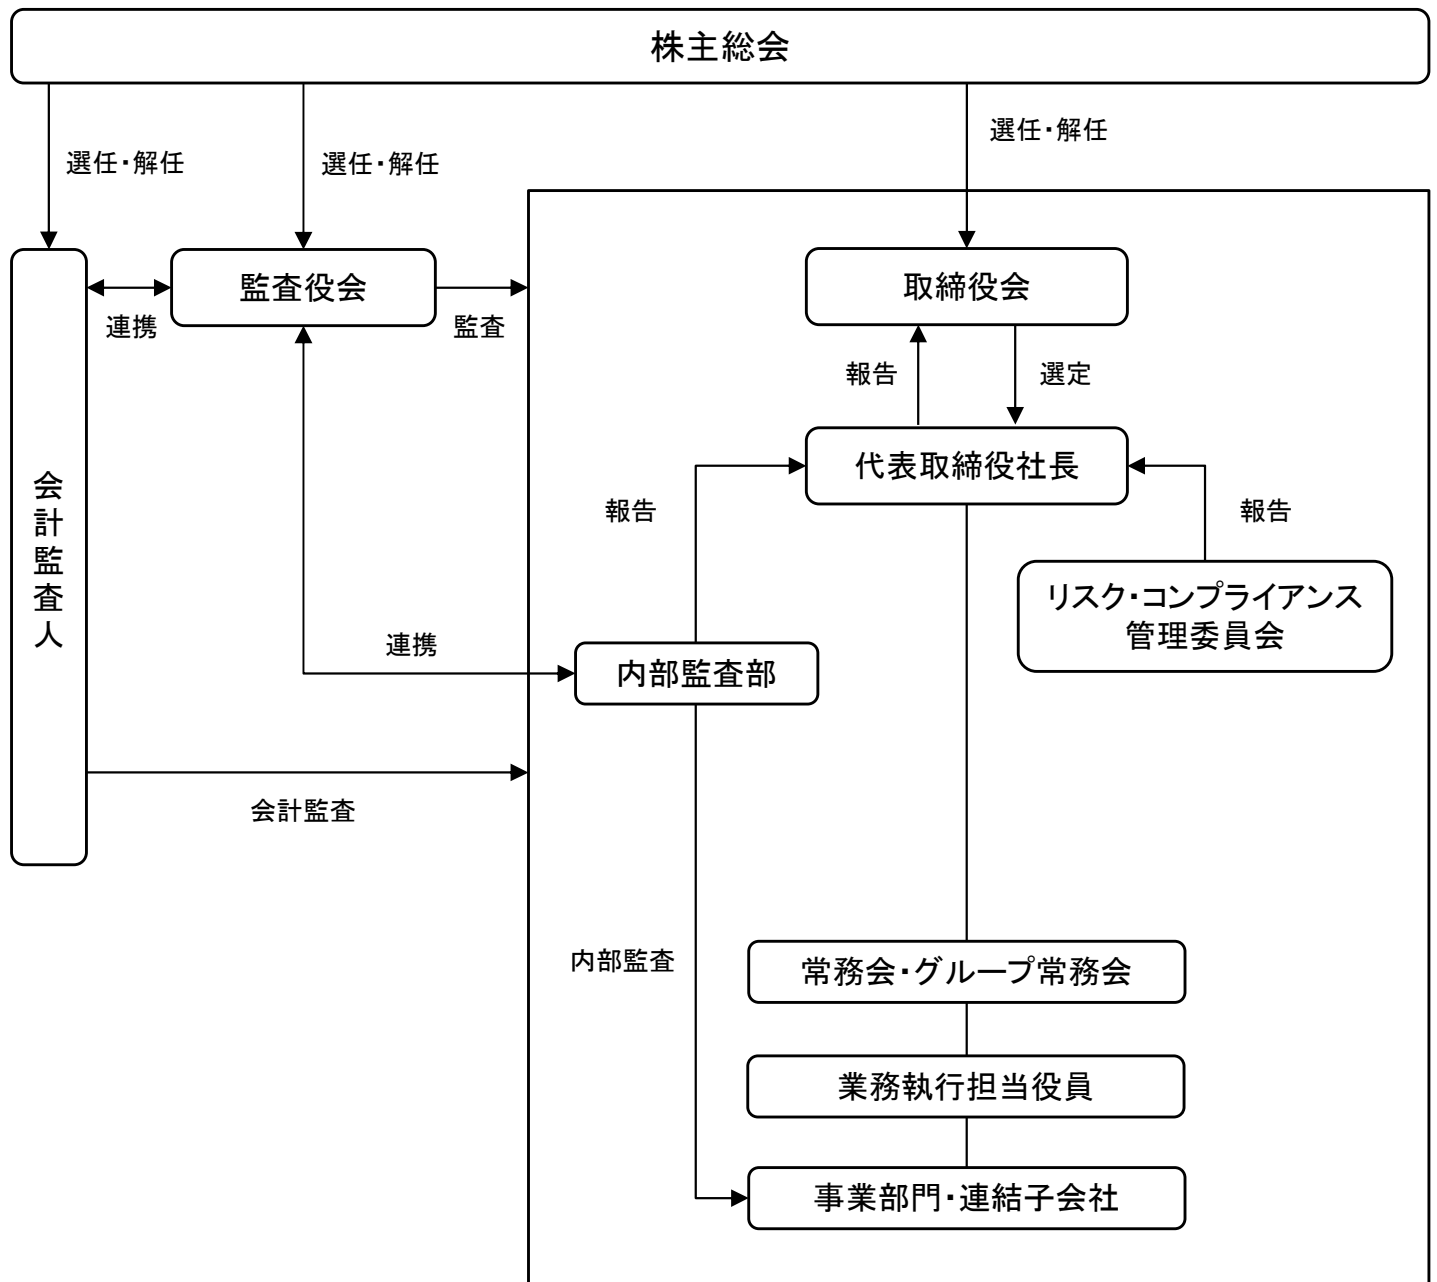 株主総会
選任・解任
選任・解任
選任・解任
監査役会
取締役会
連携
監査
報告
選定
代表取締役社長
会計監査人
報告
報告
リスク・コンプライアンス
管理委員会
連携
内部監査部
会計監査
内部監査
常務会・グループ常務会
業務執行担当役員
事業部門・連結子会社